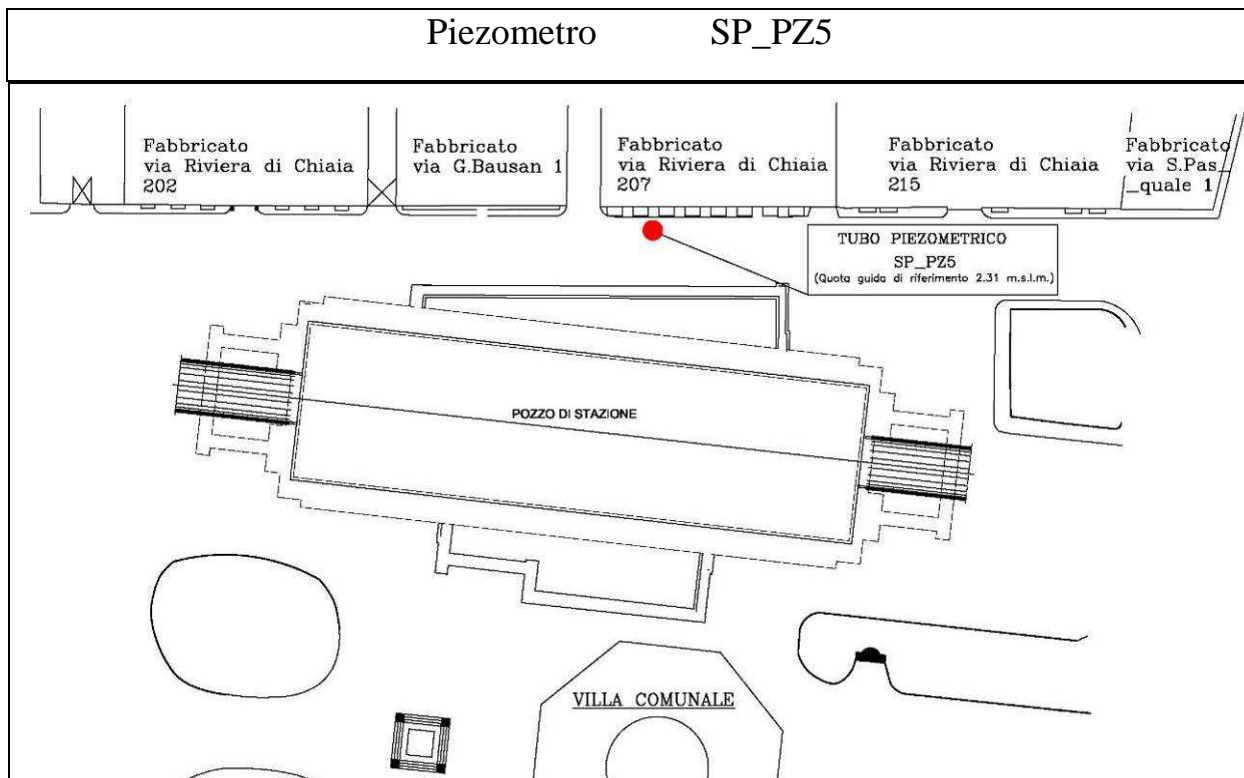 Piezometro SP_PZ5
Fabbricato
via Riviera di Chiaia
202
Fabbricato
via G.Bausan 1
Fabbricato
via Riviera di Chiaia
207
Fabbricato
via Riviera di Chiaia
215
Fabbricato
via S.Pas_
_quale 1
TUBO PIEZOMETRICO
SP_PZ5
(Quota guida di riferimento 2.31 m.s.l.m.)
POZZO DI STAZIONE
VILLA COMUNALE